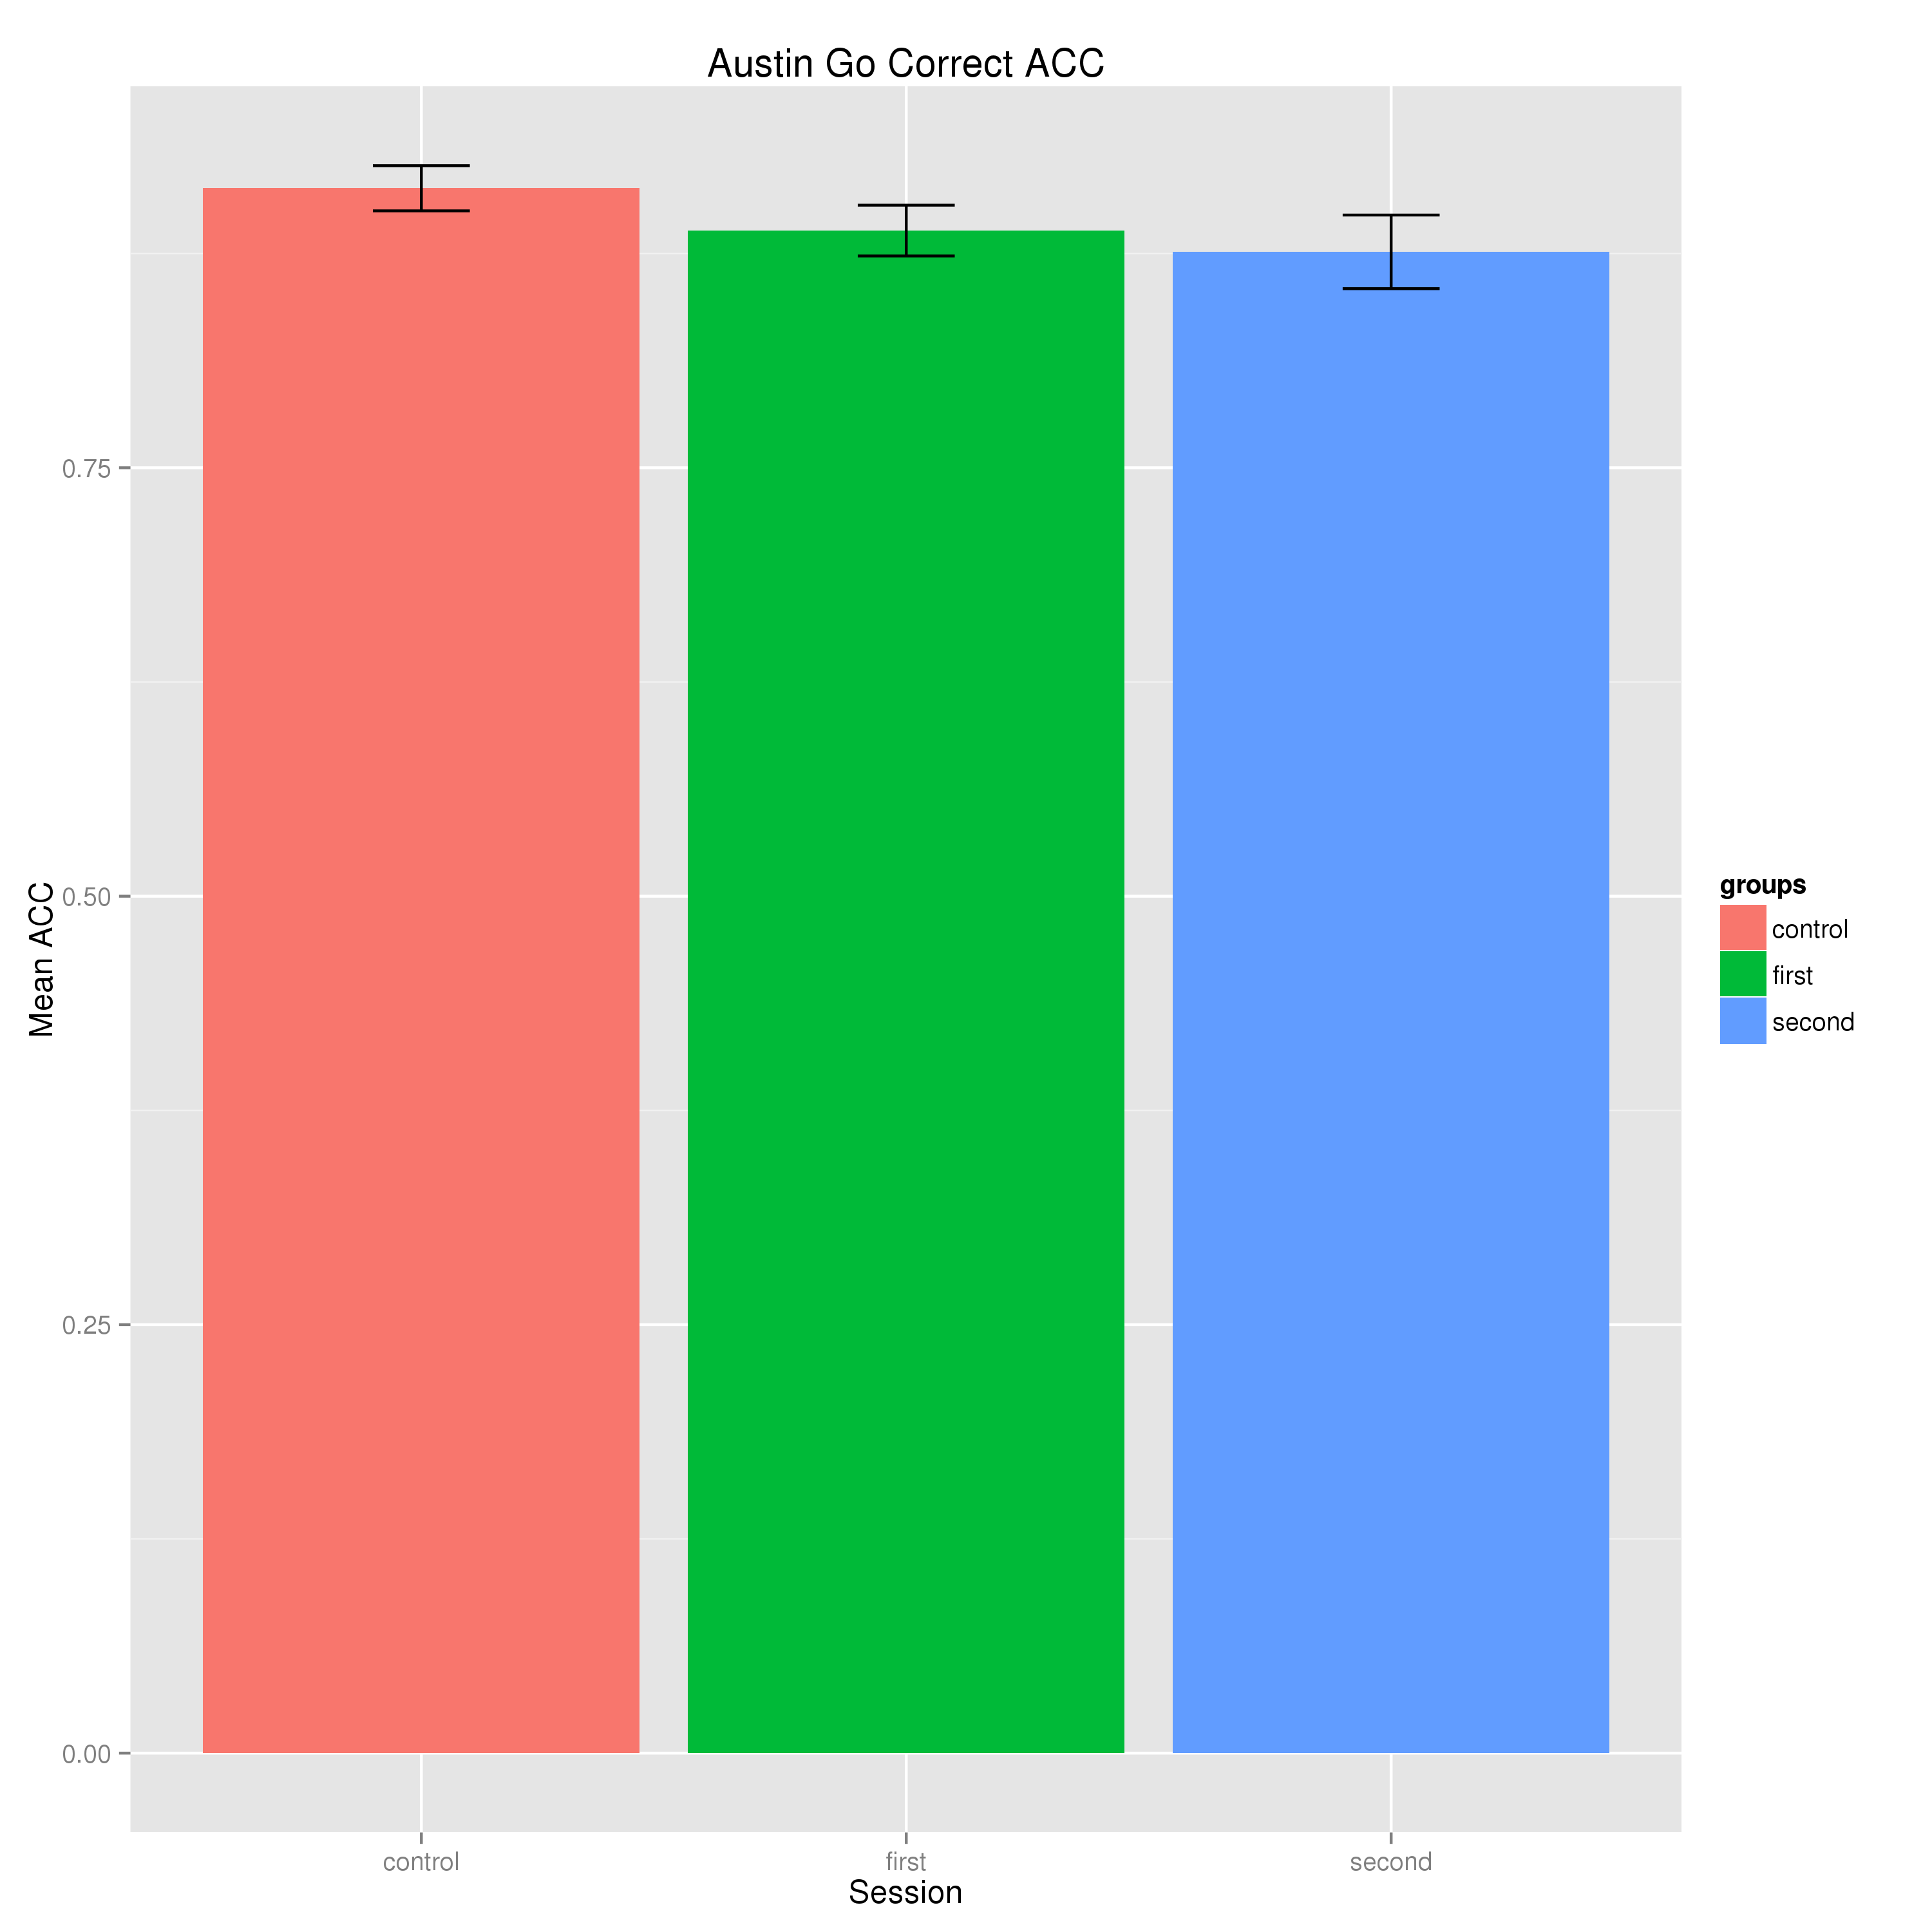 Austin Go Correct ACC
Mean ACC
0.75
0.50
0.25
0.00
control
first
second
Session
groups
control
first
second